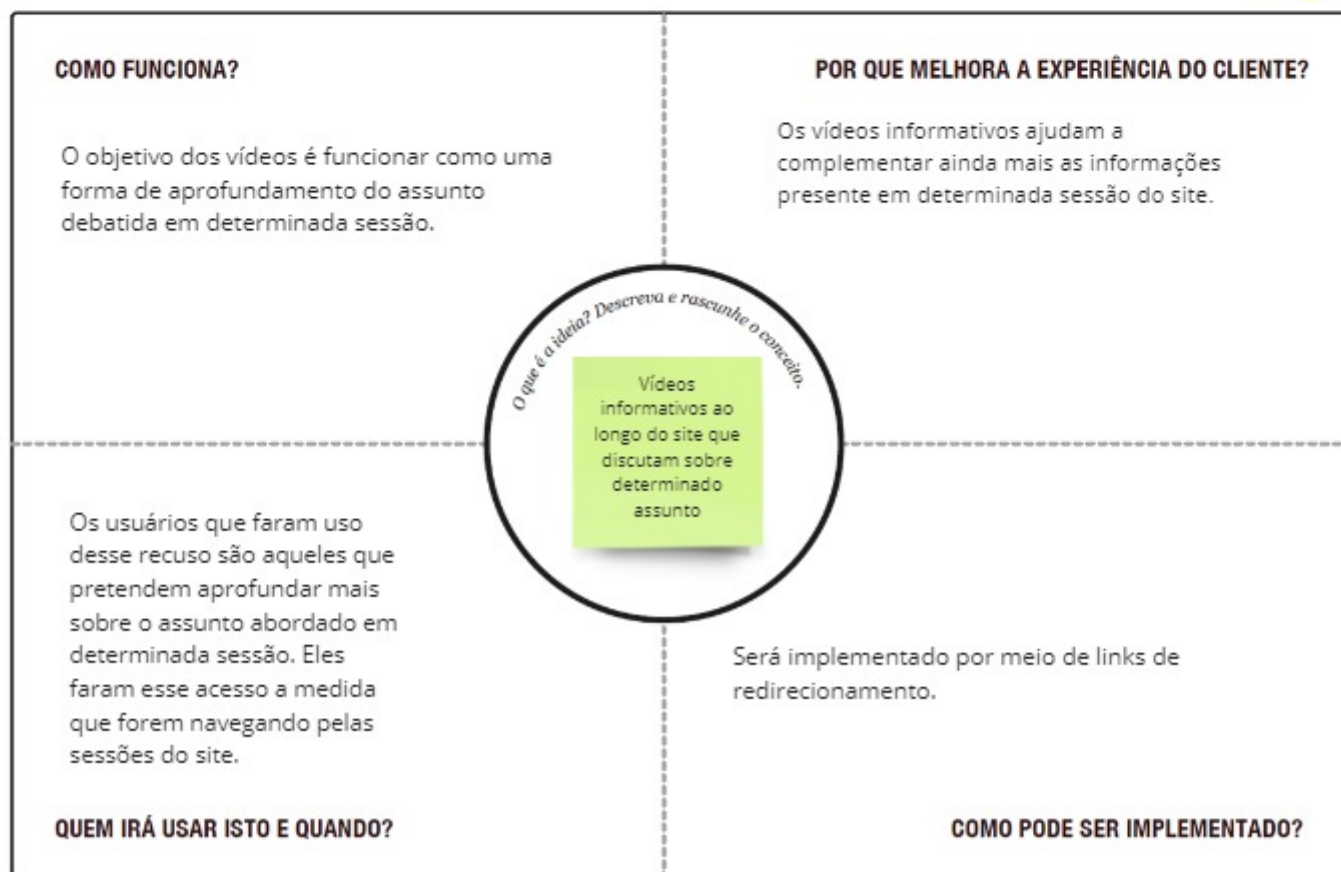 COMO FUNCIONA?
O objetivo dos vídeos é funcionar como uma
forma de aprofundamento do assunto
debatida em determinada sessão.
POR QUE MELHORA A EXPERIÊNCIA DO CLIENTE?
Os vídeos informativos ajudam a
complementar ainda mais as informações
presente em determinada sessão do site.
O que é a ideia? Descreva e rascunhe o conceito.
Vídeos
informativos ao
longo do site que
discutam sobre
determinado
assunto
Os usuários que faram uso
desse recuso são aqueles que
pretendem aprofundar mais
sobre o assunto abordado em
determinada sessão. Eles
faram esse acesso a medida
que forem navegando pelas
sessões do site.
QUEM IRÁ USAR ISTO E QUANDO?
Será implementado por meio de links de
redirecionamento.
COMO PODE SER IMPLEMENTADO?